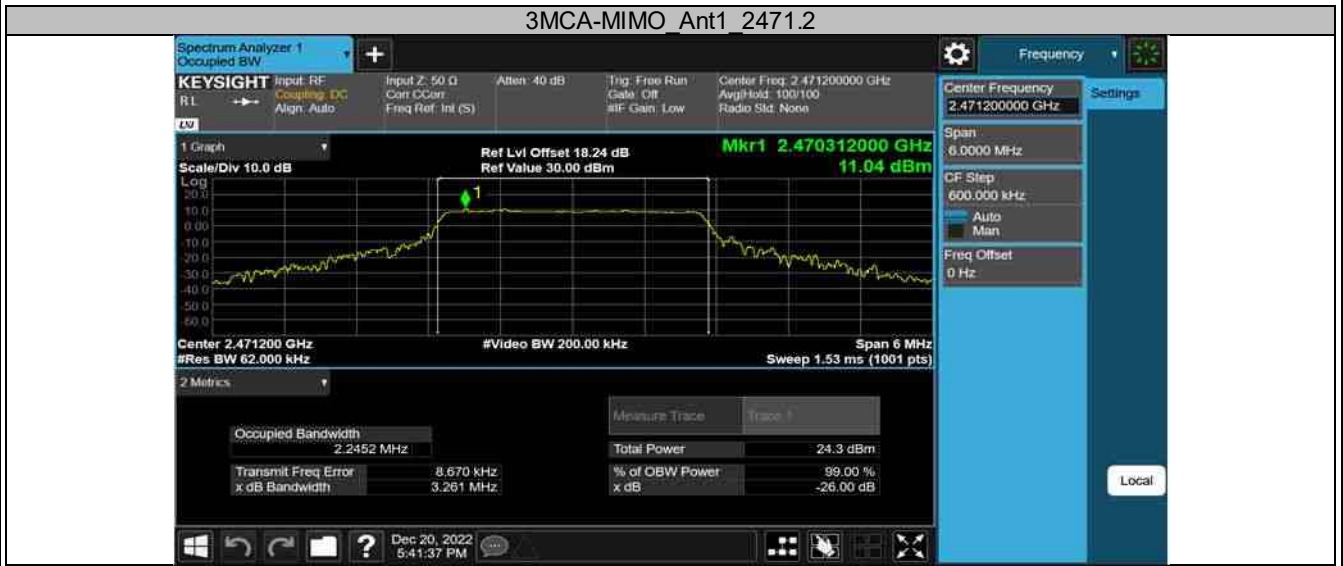 3MCA-MIMO_Ant1_2471.2
Spectrum Analyzer 1
Occupied BW
+
Frequency
KEYSIGHT
RL
LXI
Input: RF
Coupling: DC
Align: Auto
Input Z: 50 Ω
Corr CCorr
Freq Ref: Int (S)
Atten: 40 dB
Trig: Free Run
Gate: Off
#IF Gain: Low
Center Freq: 2.471200000 GHz
Avg|Hold: 100/100
Radio Std: None
Center Frequency
2.471200000 GHz
Settings
Span
6.0000 MHz
CF Step
600.000 kHz
Auto
Man
Freq Offset
0 Hz
1 Graph
Scale/Div 10.0 dB
Ref Lvl Offset 18.24 dB
Ref Value 30.00 dBm
Mkr1 2.470312000 GHz
11.04 dBm
Log
20.0
10.0
0.00
-10.0
-20.0
-30.0
-40.0
-50.0
-60.0
1
Center 2.471200 GHz
#Res BW 62.000 kHz
#Video BW 200.00 kHz
Span 6 MHz
Sweep 1.53 ms (1001 pts)
2 Metrics
Measure Trace
Trace 1
Occupied Bandwidth
2.2452 MHz
Total Power 24.3 dBm
Transmit Freq Error 8.670 kHz
% of OBW Power 99.00 %
x dB Bandwidth 3.261 MHz
x dB -26.00 dB
Local
?
Dec 20, 2022
5:41:37 PM